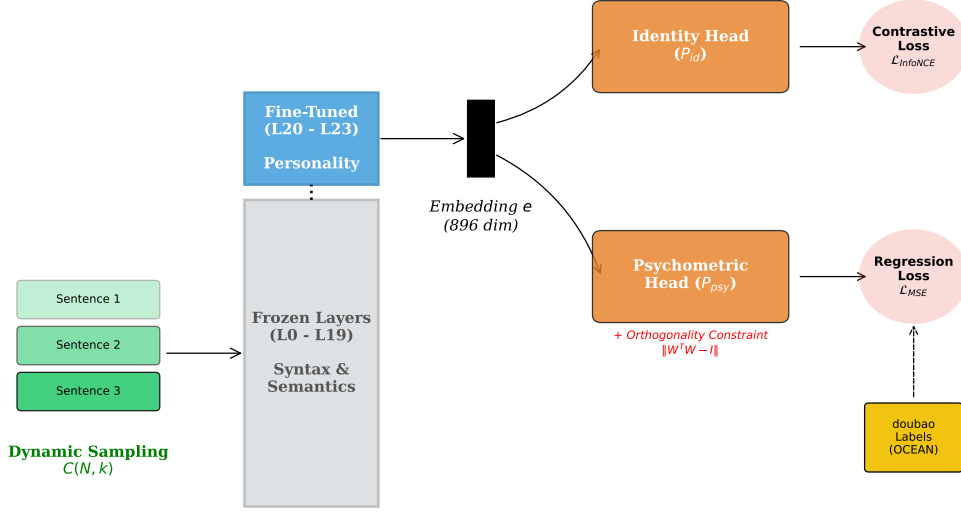 Sentence 1
Sentence 2
Sentence 3
Dynamic Sampling
C(N, k)
Fine-Tuned
(L20 - L23)
Personality
Frozen Layers
(L0 - L19)
Syntax &
Semantics
Embedding e
(896 dim)
Identity Head
(P_id)
Contrastive
Loss
ℒ_InfoNCE
Psychometric
Head (P_psy)
+ Orthogonality Constraint
‖WᵀW − I‖
Regression
Loss
ℒ_MSE
doubao
Labels
(OCEAN)